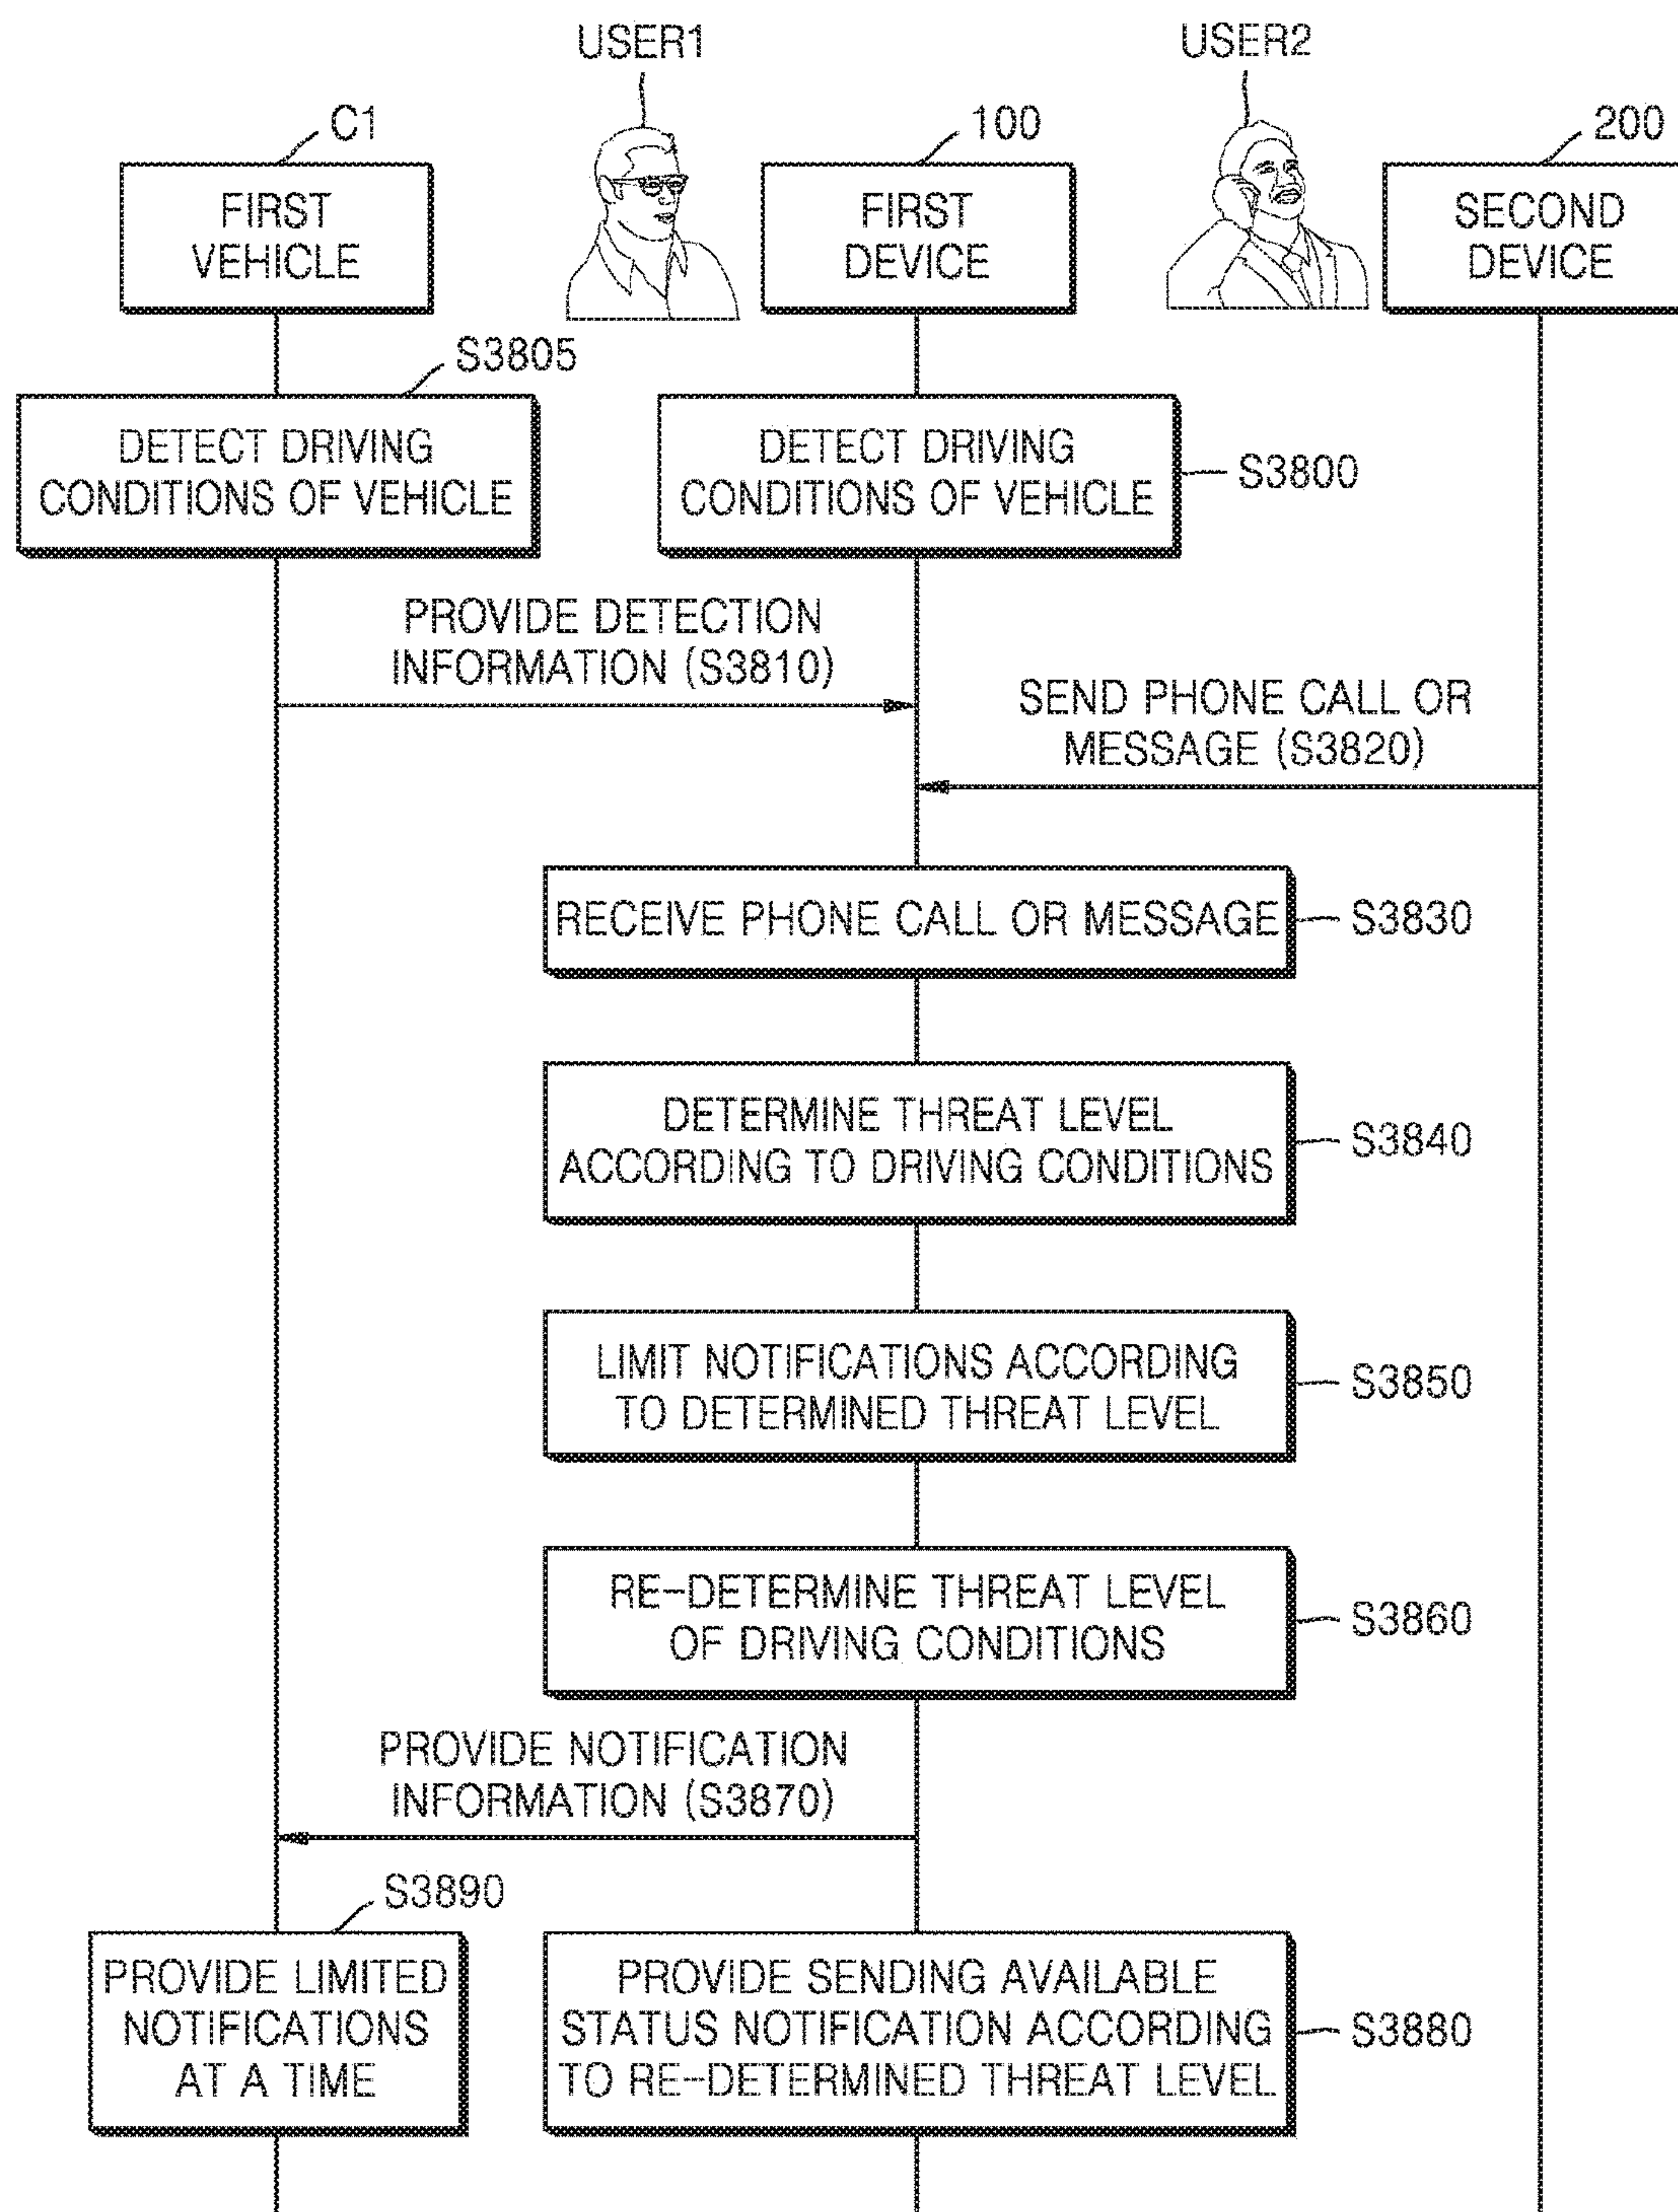 USER1
USER2
C1
100
200
FIRST
VEHICLE
FIRST
DEVICE
SECOND
DEVICE
S3805
DETECT DRIVING
CONDITIONS OF VEHICLE
DETECT DRIVING
CONDITIONS OF VEHICLE
S3800
PROVIDE DETECTION
INFORMATION (S3810)
SEND PHONE CALL OR
MESSAGE (S3820)
RECEIVE PHONE CALL OR MESSAGE
S3830
DETERMINE THREAT LEVEL
ACCORDING TO DRIVING CONDITIONS
S3840
LIMIT NOTIFICATIONS ACCORDING
TO DETERMINED THREAT LEVEL
S3850
RE-DETERMINE THREAT LEVEL
OF DRIVING CONDITIONS
S3860
PROVIDE NOTIFICATION
INFORMATION (S3870)
S3890
PROVIDE LIMITED
NOTIFICATIONS
AT A TIME
PROVIDE SENDING AVAILABLE
STATUS NOTIFICATION ACCORDING
TO RE-DETERMINED THREAT LEVEL
S3880